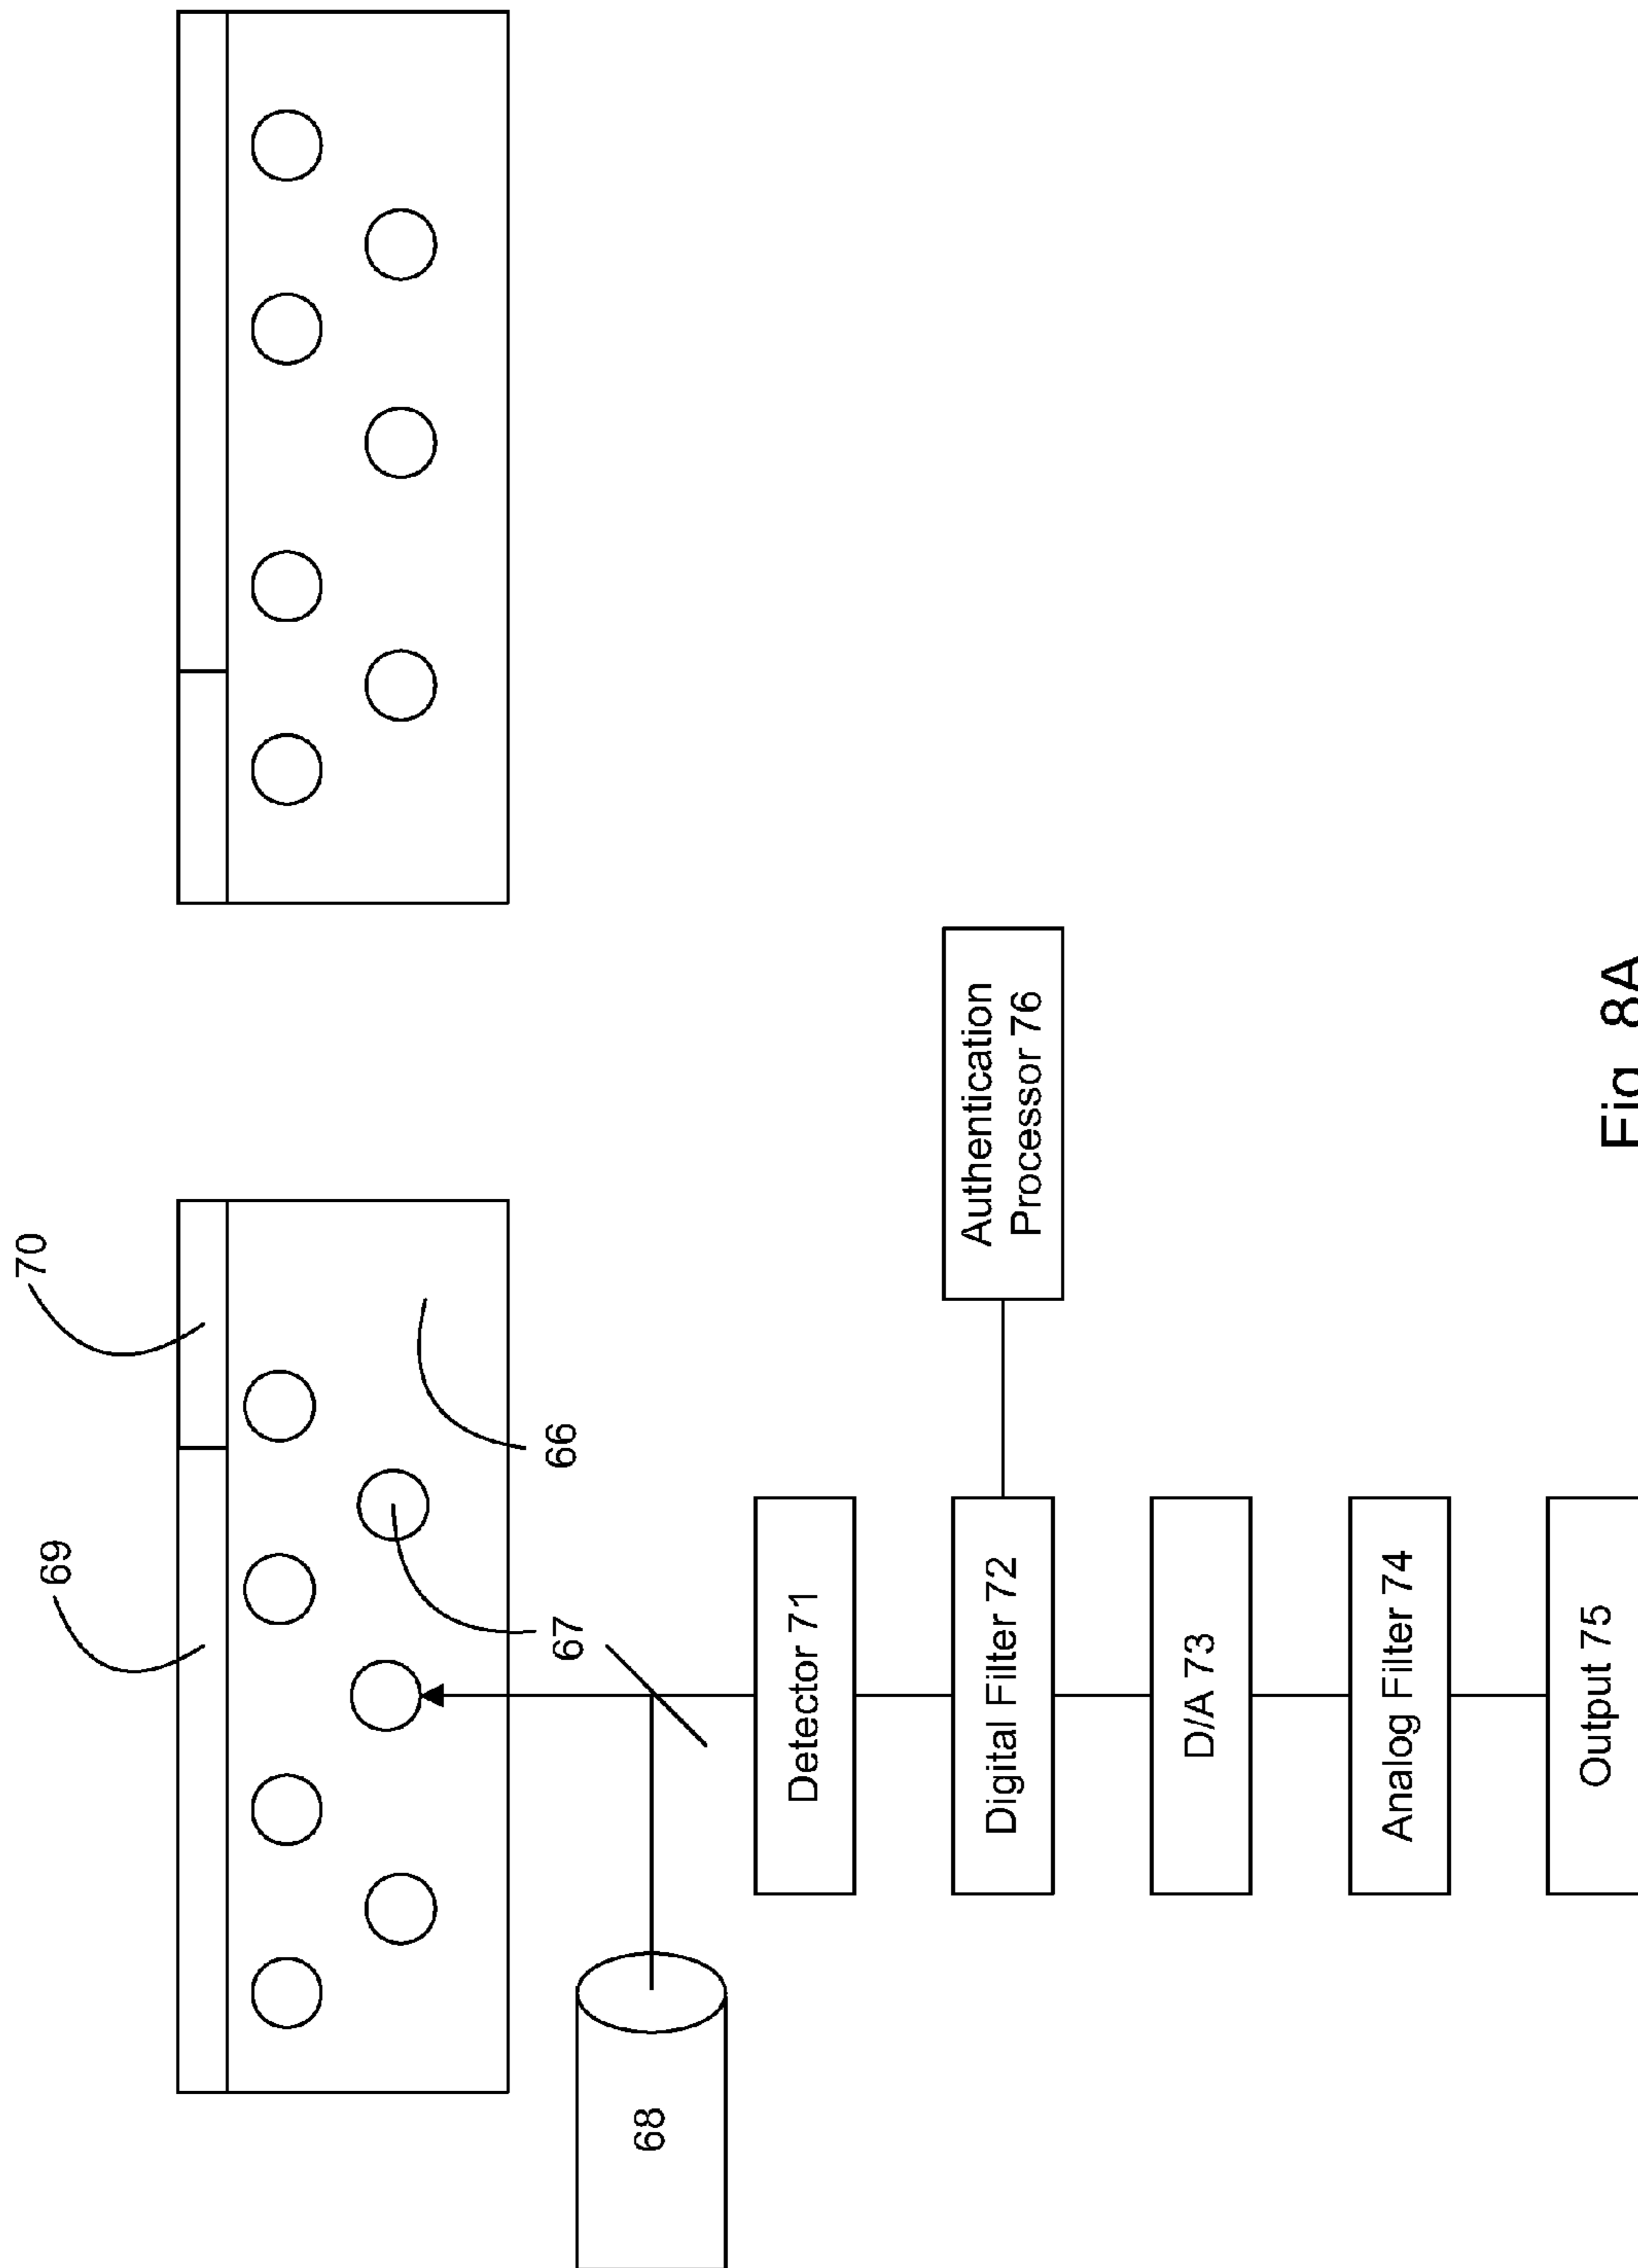 69
70
67
66
68
Detector 71
Digital Filter 72
Authentication
Processor 76
D/A 73
Analog Filter 74
Output 75
Fig. 8A